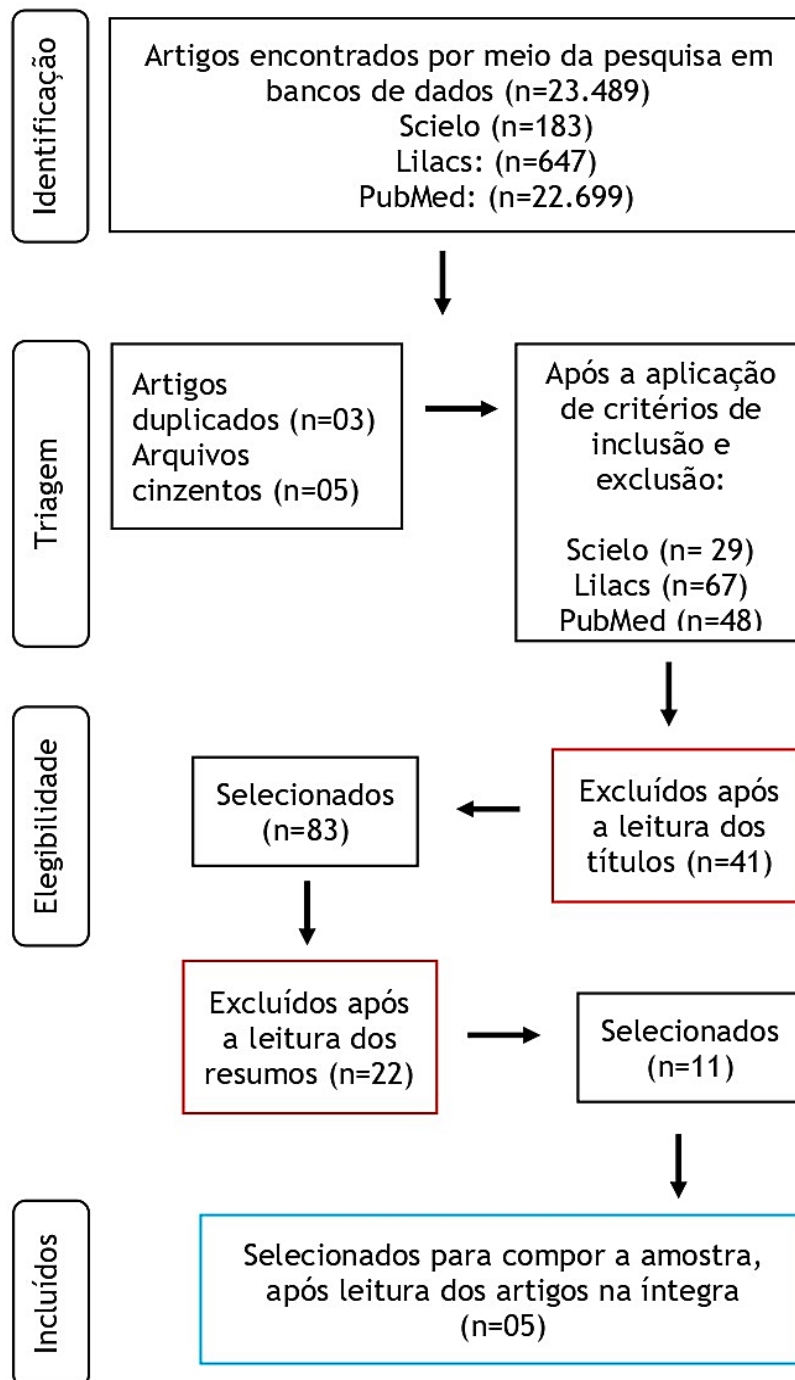 Identificação
Artigos encontrados por meio da pesquisa em
bancos de dados (n=23.489)
Scielo (n=183)
Lilacs: (n=647)
PubMed: (n=22.699)
Triagem
Artigos
duplicados (n=03)
Arquivos
cinzentos (n=05)
Após a aplicação
de critérios de
inclusão e
exclusão:
Scielo (n= 29)
Lilacs (n=67)
PubMed (n=48)
Elegibilidade
Selecionados
(n=83)
Excluídos após
a leitura dos
títulos (n=41)
Excluídos após
a leitura dos
resumos (n=22)
Selecionados
(n=11)
Incluídos
Selecionados para compor a amostra,
após leitura dos artigos na íntegra
(n=05)